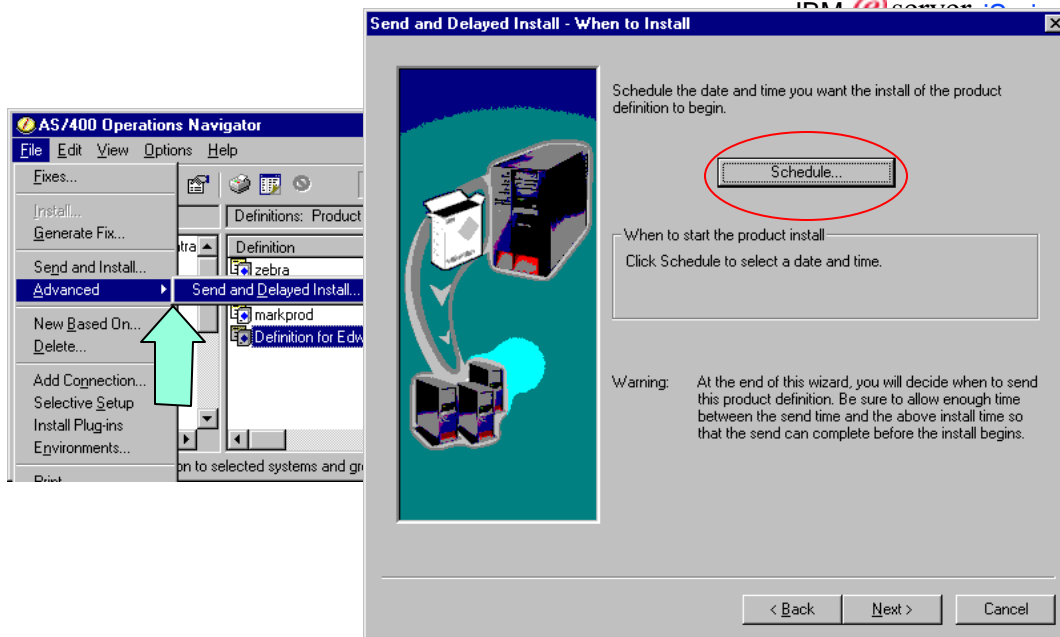 IBM @server iSeries
Send and Delayed Install - When to Install
Schedule the date and time you want the install of the product
definition to begin.
Schedule...
When to start the product install
Click Schedule to select a date and time.
Warning: At the end of this wizard, you will decide when to send
this product definition. Be sure to allow enough time
between the send time and the above install time so
that the send can complete before the install begins.
< Back
Next >
Cancel
AS/400 Operations Navigator
File Edit View Options Help
Fixes...
Install...
Generate Fix...
Send and Install...
Advanced
Send and Delayed Install...
New Based On...
Delete...
Add Connection...
Selective Setup
Install Plug-ins
Environments...
Print
Definitions: Product
ntra
Definition
zebra
markprod
Definition for Edw
on to selected systems and gr